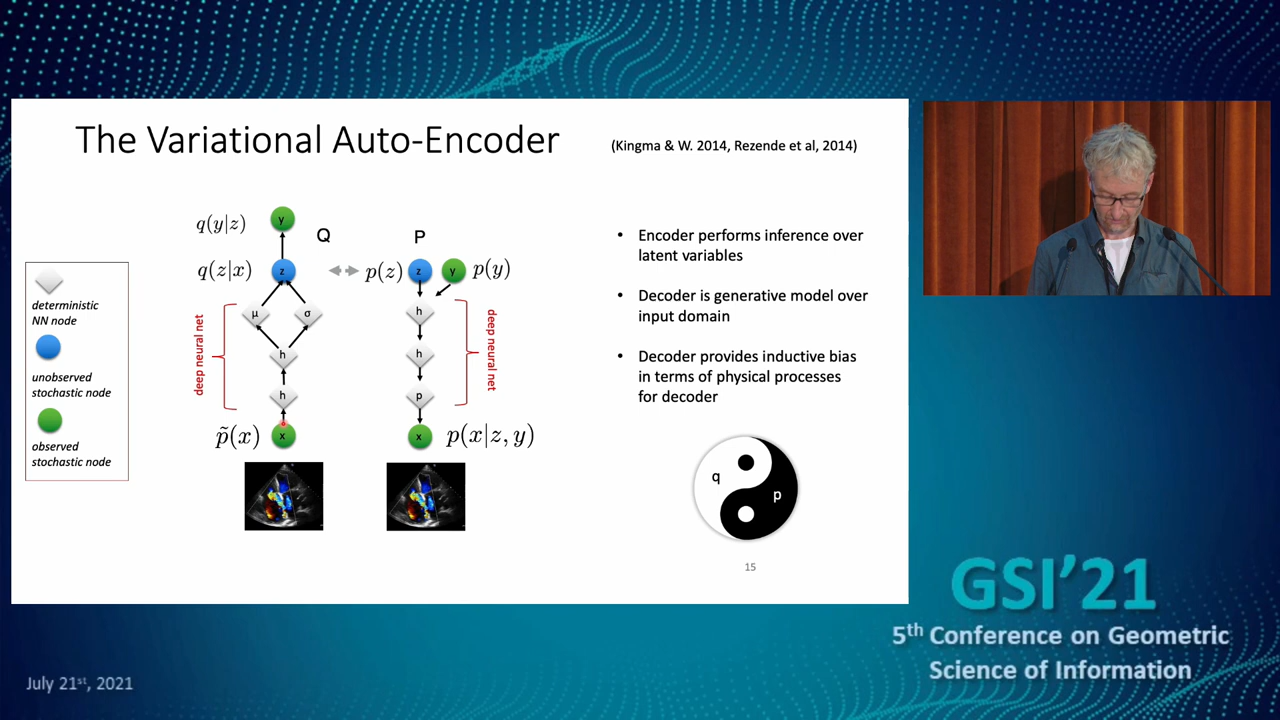 The Variational Auto-Encoder
(Kingma & W. 2014, Rezende et al, 2014)
q(y|z)
y
Q
P
q(z|x)
z
p(z)
z
y
p(y)
μ
σ
h
h
h
h
p
deep neural net
deep neural net
p̃(x)
x
x
p(x|z, y)
deterministic
NN node
unobserved
stochastic node
observed
stochastic node
• Encoder performs inference over
latent variables
• Decoder is generative model over
input domain
• Decoder provides inductive bias
in terms of physical processes
for decoder
q
p
15
GSI'21
5th Conference on Geometric
Science of Information
July 21st, 2021